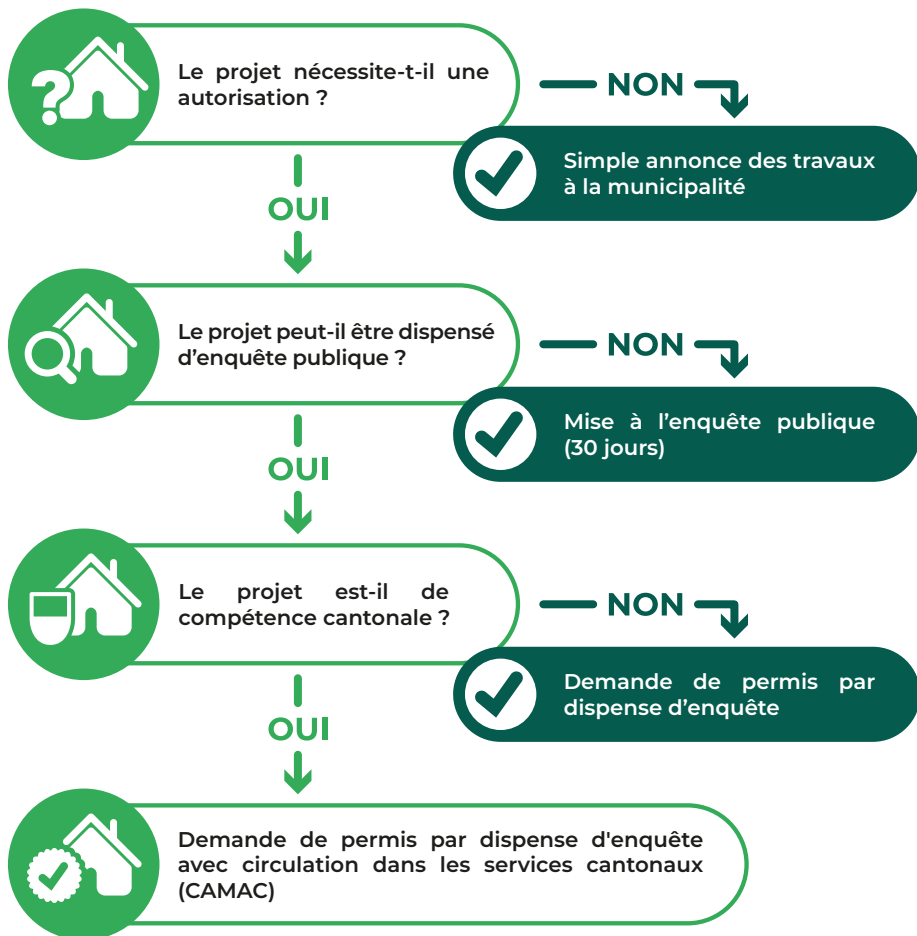 Le projet nécessite-t-il une
autorisation ?
NON
Simple annonce des travaux
à la municipalité
OUI
Le projet peut-il être dispensé
d’enquête publique ?
NON
Mise à l’enquête publique
(30 jours)
OUI
Le projet est-il de
compétence cantonale ?
NON
Demande de permis par
dispense d’enquête
OUI
Demande de permis par dispense d'enquête
avec circulation dans les services cantonaux
(CAMAC)